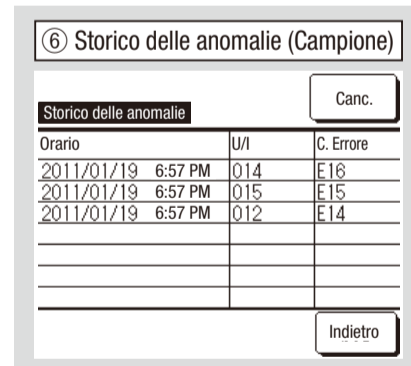 ⑥ Storico delle anomalie (Campione)
Canc.
Storico delle anomalie
Orario U/I C. Errore
2011/01/19 6:57 PM 014 E16
2011/01/19 6:57 PM 015 E15
2011/01/19 6:57 PM 012 E14
Indietro